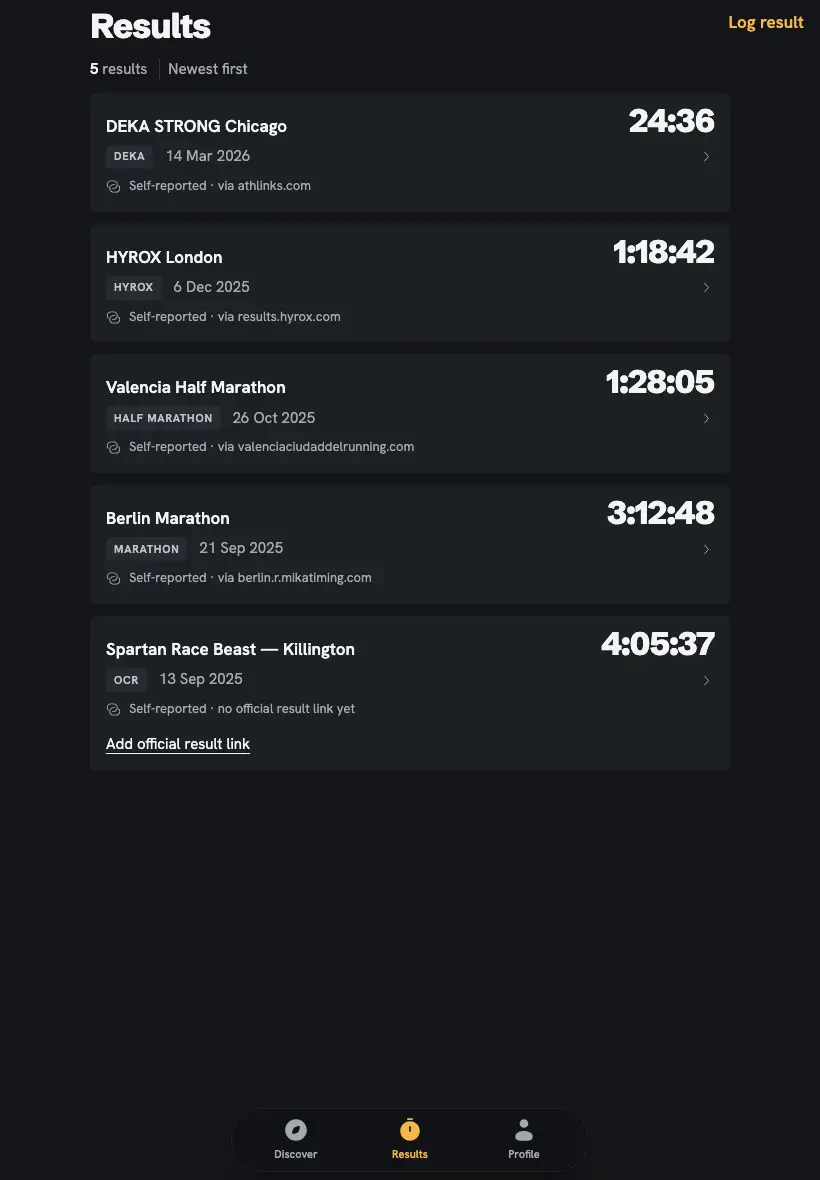 Results
Log result
5 results
Newest first
DEKA STRONG Chicago
24:36
DEKA
14 Mar 2026
Self-reported · via athlinks.com
HYROX London
1:18:42
HYROX
6 Dec 2025
Self-reported · via results.hyrox.com
Valencia Half Marathon
1:28:05
HALF MARATHON
26 Oct 2025
Self-reported · via valenciaciudaddelrunning.com
Berlin Marathon
3:12:48
MARATHON
21 Sep 2025
Self-reported · via berlin.r.mikatiming.com
Spartan Race Beast — Killington
4:05:37
OCR
13 Sep 2025
Self-reported · no official result link yet
Add official result link
Discover
Results
Profile